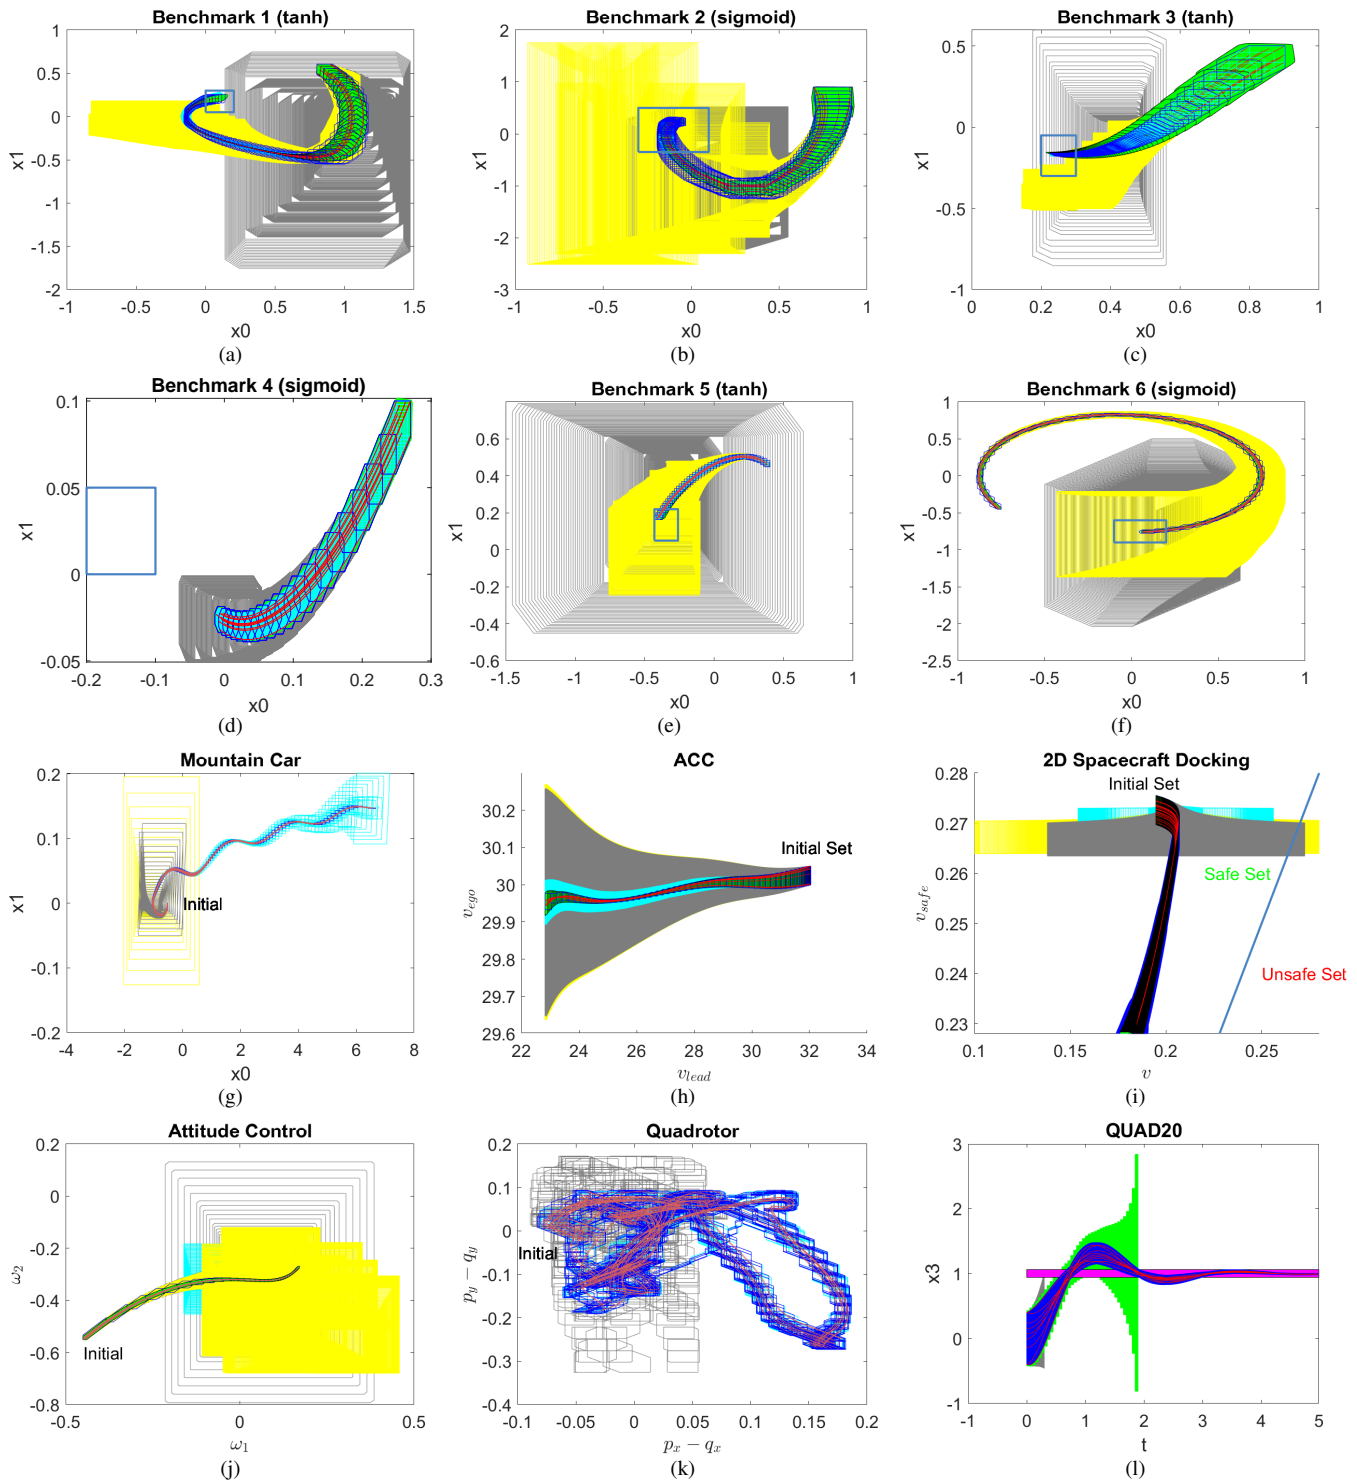 Benchmark 1 (tanh)
1
0.5
0
-0.5
-1
-1.5
-2
x1
-1 -0.5 0 0.5 1 1.5
x0
(a)
Benchmark 2 (sigmoid)
2
1
0
-1
-2
-3
x1
-1 -0.5 0 0.5 1
x0
(b)
Benchmark 3 (tanh)
0.5
0
-0.5
-1
x1
0 0.2 0.4 0.6 0.8 1
x0
(c)
Benchmark 4 (sigmoid)
0.1
0.05
0
-0.05
x1
-0.2 -0.1 0 0.1 0.2 0.3
x0
(d)
Benchmark 5 (tanh)
0.6
0.4
0.2
0
-0.2
-0.4
-0.6
x1
-1.5 -1 -0.5 0 0.5 1
x0
(e)
Benchmark 6 (sigmoid)
1
0.5
0
-0.5
-1
-1.5
-2
-2.5
x1
-1 -0.5 0 0.5 1
x0
(f)
Mountain Car
0.2
0.1
0
-0.1
-0.2
x1
Initial
-4 -2 0 2 4 6 8
x0
(g)
ACC
30.2
30.1
30
29.9
29.8
29.7
29.6
v_ego
Initial Set
22 24 26 28 30 32 34
v_lead
(h)
2D Spacecraft Docking
0.28
0.27
0.26
0.25
0.24
0.23
v_safe
Initial Set
Safe Set
Unsafe Set
0.1 0.15 0.2 0.25
v
(i)
Attitude Control
0.2
0
-0.2
-0.4
-0.6
-0.8
ω₂
Initial
-0.5 0 0.5
ω₁
(j)
Quadrotor
0.2
0.1
0
-0.1
-0.2
-0.3
-0.4
p_y − q_y
Initial
-0.1 -0.05 0 0.05 0.1 0.15 0.2
p_x − q_x
(k)
QUAD20
3
2
1
0
-1
x3
-1 0 1 2 3 4 5
t
(l)